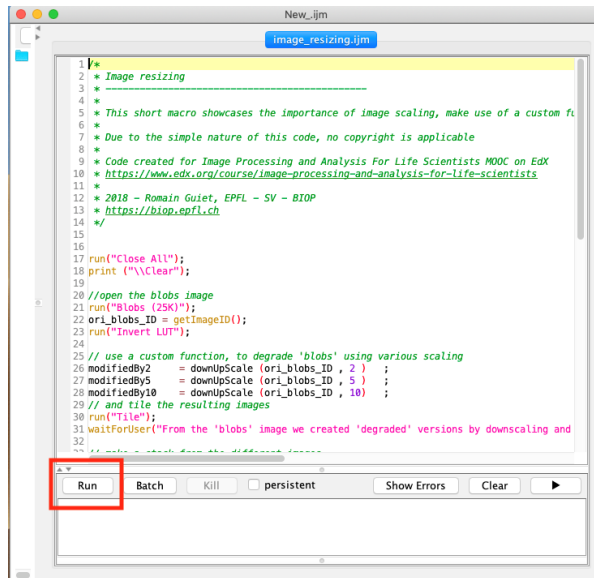 New_.ijm
image_resizing.ijm
1 /*
2 * Image resizing
3 * ----------------------------------------------
4 *
5 * This short macro showcases the importance of image scaling, make use of a custom fu
6 *
7 * Due to the simple nature of this code, no copyright is applicable
8 *
9 * Code created for Image Processing and Analysis For Life Scientists MOOC on EdX
10 * https://www.edx.org/course/image-processing-and-analysis-for-life-scientists
11 *
12 * 2018 - Romain Guiet, EPFL - SV - BIOP
13 * https://biop.epfl.ch
14 */
15
16
17 run("Close All");
18 print ("\\Clear");
19
20 //open the blobs image
21 run("Blobs (25K)");
22 ori_blobs_ID = getImageID();
23 run("Invert LUT");
24
25 // use a custom function, to degrade 'blobs' using various scaling
26 modifiedBy2 = downUpScale (ori_blobs_ID , 2 ) ;
27 modifiedBy5 = downUpScale (ori_blobs_ID , 5 ) ;
28 modifiedBy10 = downUpScale (ori_blobs_ID , 10) ;
29 // and tile the resulting images
30 run("Tile");
31 waitForUser("From the 'blobs' image we created 'degraded' versions by downscaling and
32
33 // make a stack from the different images
Run Batch Kill persistent Show Errors Clear